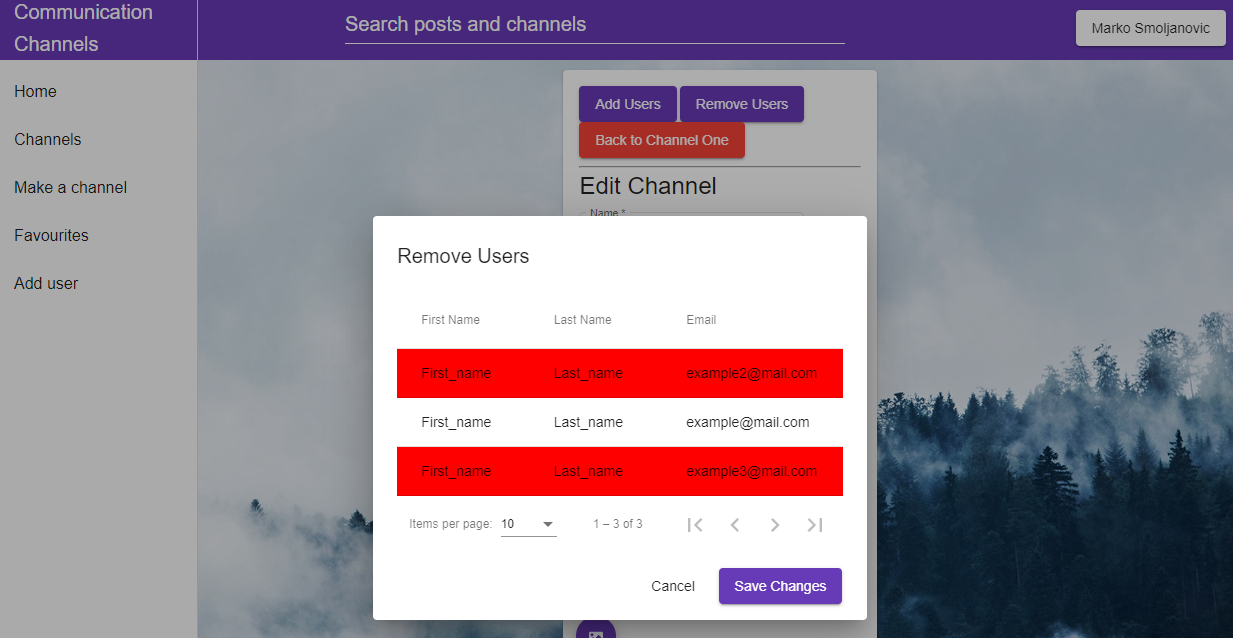 Communication
Channels
Search posts and channels
Marko Smoljanovic
Home
Channels
Make a channel
Favourites
Add user
Add Users
Remove Users
Back to Channel One
Edit Channel
Name *
Remove Users
First Name Last Name Email
First_name Last_name example2@mail.com
First_name Last_name example@mail.com
First_name Last_name example3@mail.com
Items per page: 10 1 – 3 of 3
Cancel Save Changes